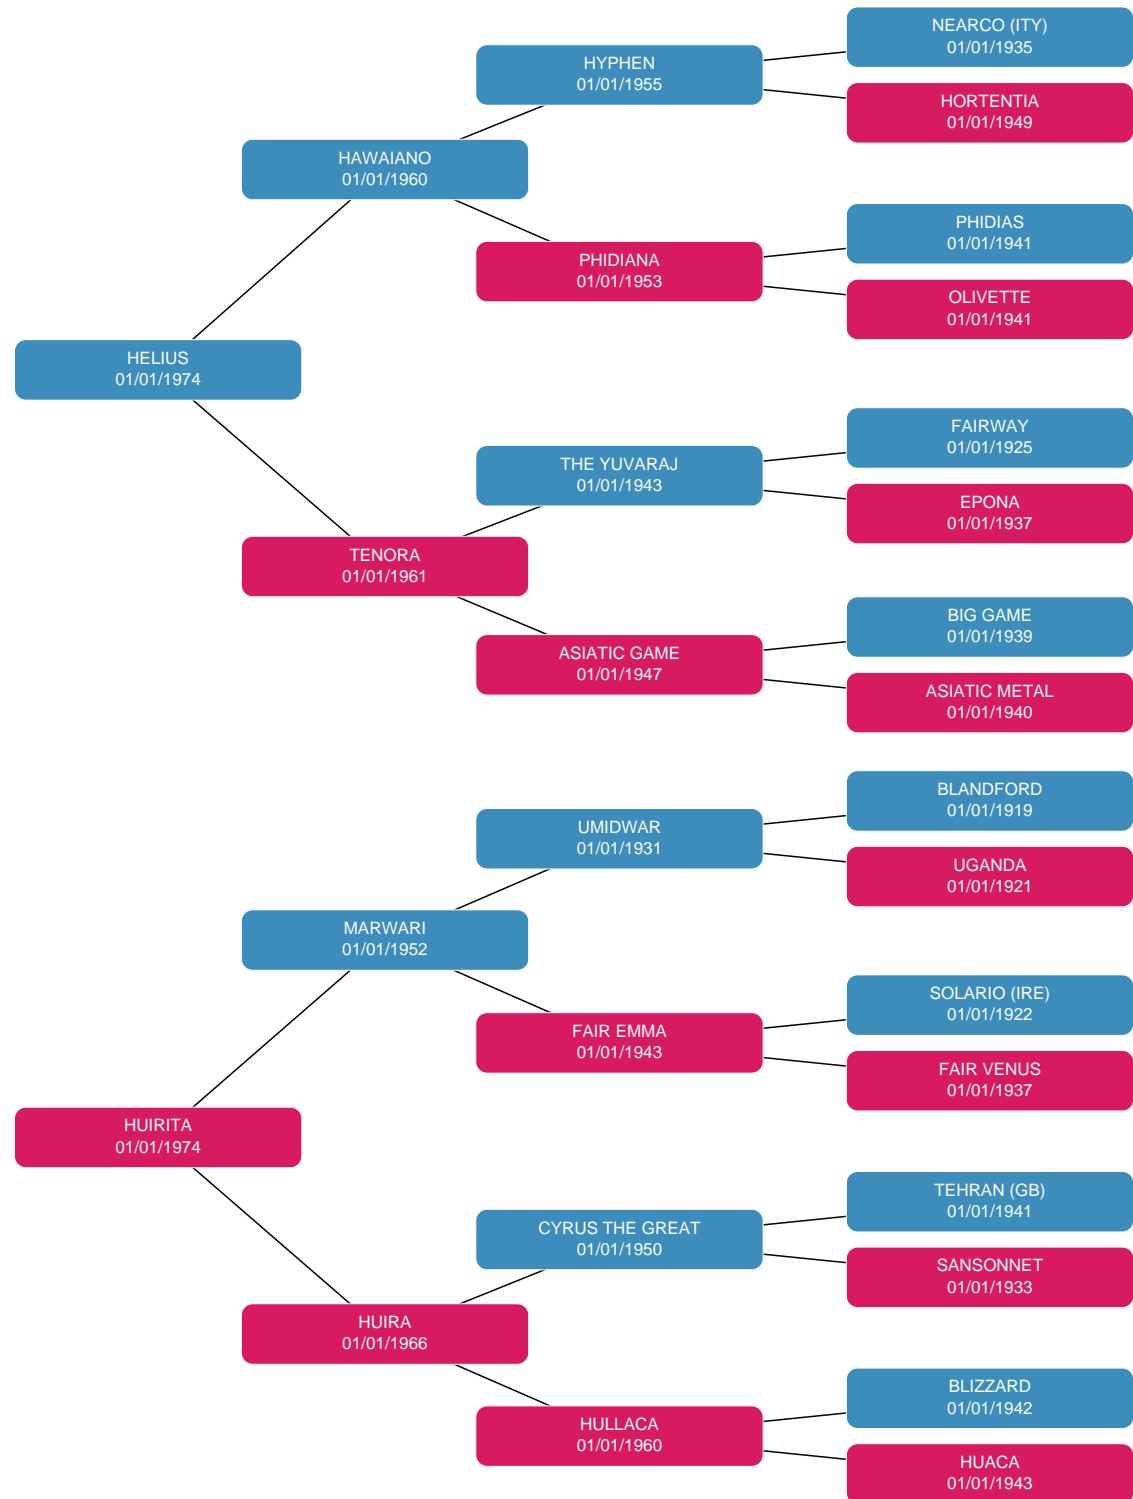 NEARCO (ITY)
01/01/1935
HYPHEN
01/01/1955
HORTENTIA
01/01/1949
HAWAIANO
01/01/1960
PHIDIAS
01/01/1941
PHIDIANA
01/01/1953
OLIVETTE
01/01/1941
HELIUS
01/01/1974
FAIRWAY
01/01/1925
THE YUVARAJ
01/01/1943
EPONA
01/01/1937
TENORA
01/01/1961
BIG GAME
01/01/1939
ASIATIC GAME
01/01/1947
ASIATIC METAL
01/01/1940
BLANDFORD
01/01/1919
UMIDWAR
01/01/1931
UGANDA
01/01/1921
MARWARI
01/01/1952
SOLARIO (IRE)
01/01/1922
FAIR EMMA
01/01/1943
FAIR VENUS
01/01/1937
HUIRITA
01/01/1974
TEHRAN (GB)
01/01/1941
CYRUS THE GREAT
01/01/1950
SANSONNET
01/01/1933
HUIRA
01/01/1966
BLIZZARD
01/01/1942
HULLACA
01/01/1960
HUACA
01/01/1943